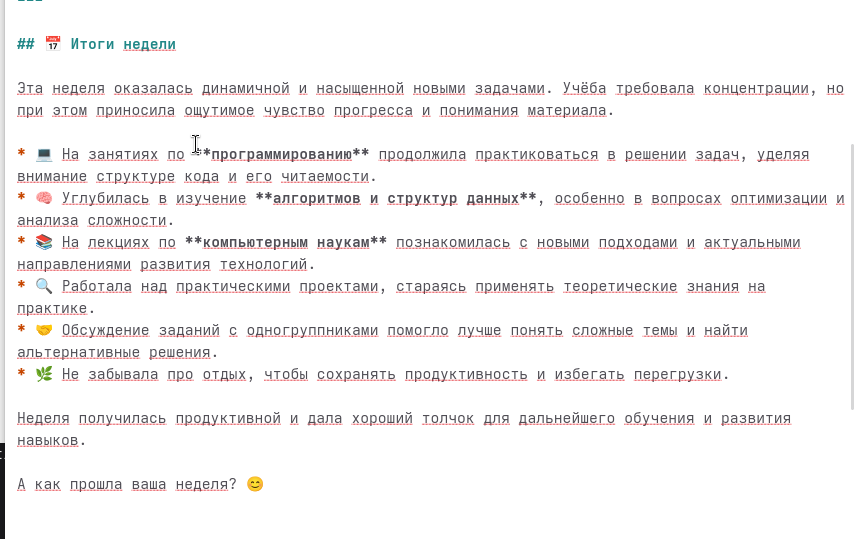 ## 📅 Итоги недели
Эта неделя оказалась динамичной и насыщенной новыми задачами. Учёба требовала концентрации, но
при этом приносила ощутимое чувство прогресса и понимания материала.
* 💻 На занятиях по **программированию** продолжила практиковаться в решении задач, уделяя
внимание структуре кода и его читаемости.
* 🧠 Углубилась в изучение **алгоритмов и структур данных**, особенно в вопросах оптимизации и
анализа сложности.
* 📚 На лекциях по **компьютерным наукам** познакомилась с новыми подходами и актуальными
направлениями развития технологий.
* 🔍 Работала над практическими проектами, стараясь применять теоретические знания на
практике.
* 🤝 Обсуждение заданий с одногруппниками помогло лучше понять сложные темы и найти
альтернативные решения.
* 🌿 Не забывала про отдых, чтобы сохранять продуктивность и избегать перегрузки.
Неделя получилась продуктивной и дала хороший толчок для дальнейшего обучения и развития
навыков.
А как прошла ваша неделя? 😊